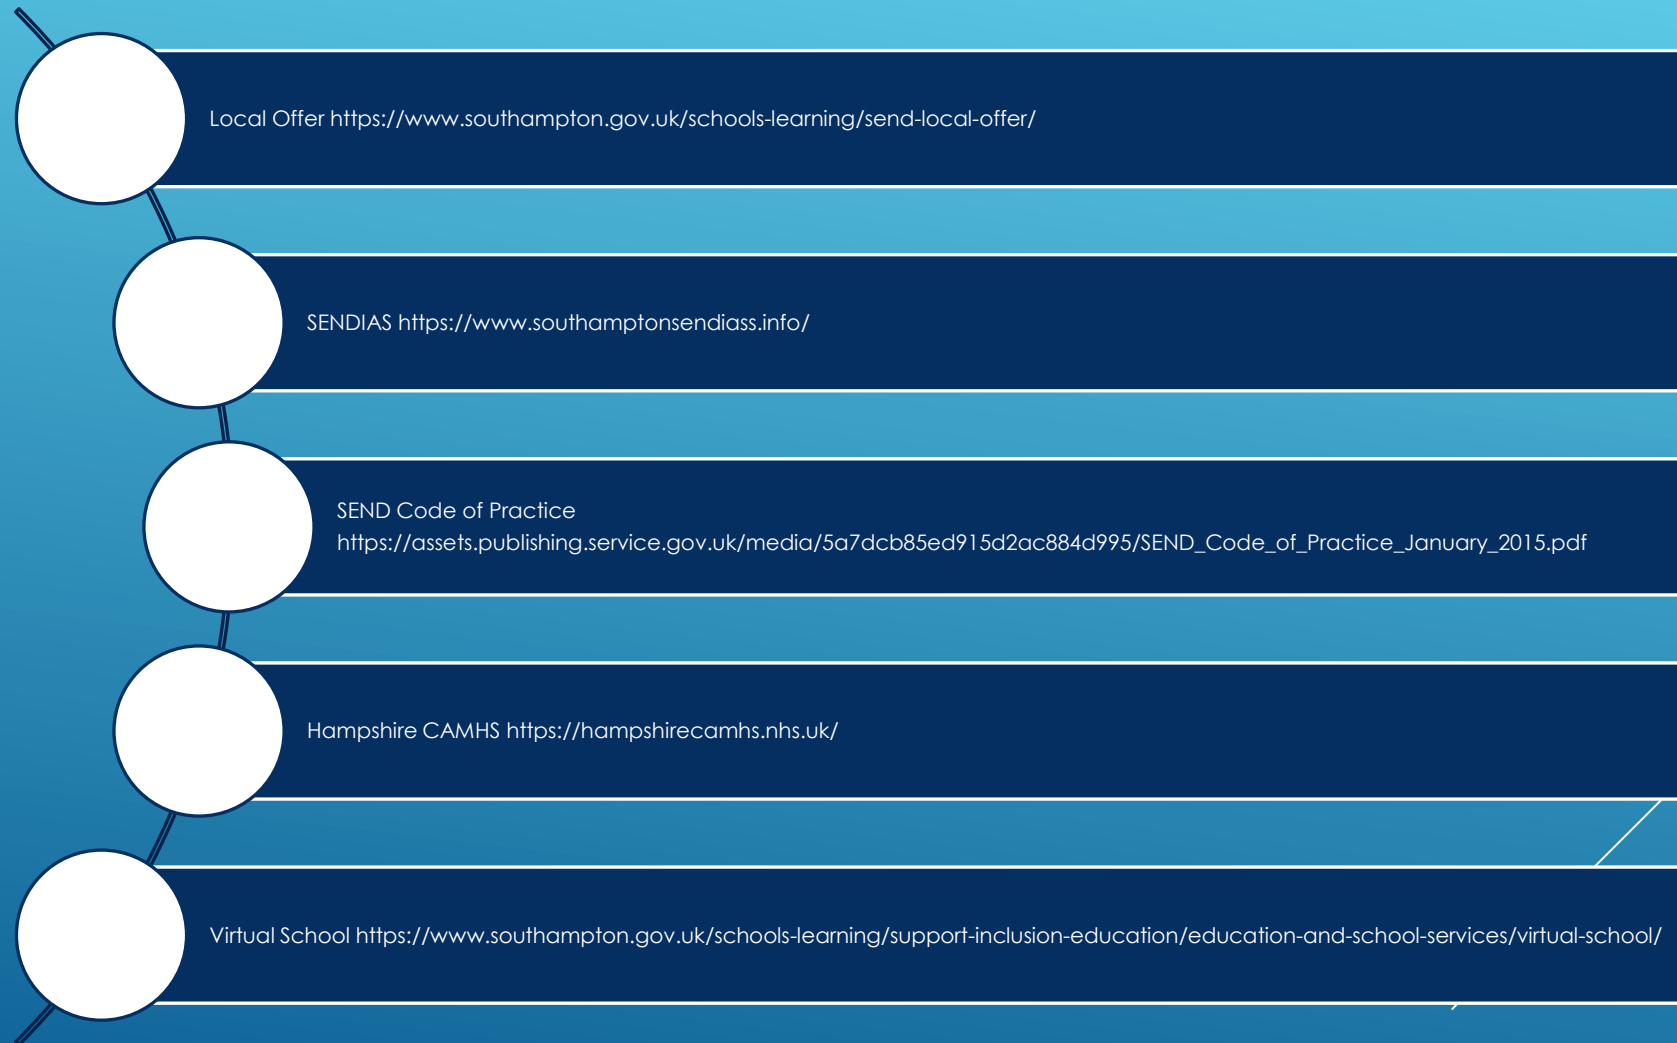 Local Offer https://www.southampton.gov.uk/schools-learning/send-local-offer/
SENDIAS https://www.southamptonsendiass.info/
SEND Code of Practice
https://assets.publishing.service.gov.uk/media/5a7dcb85ed915d2ac884d995/SEND_Code_of_Practice_January_2015.pdf
Hampshire CAMHS https://hampshirecamhs.nhs.uk/
Virtual School https://www.southampton.gov.uk/schools-learning/support-inclusion-education/education-and-school-services/virtual-school/